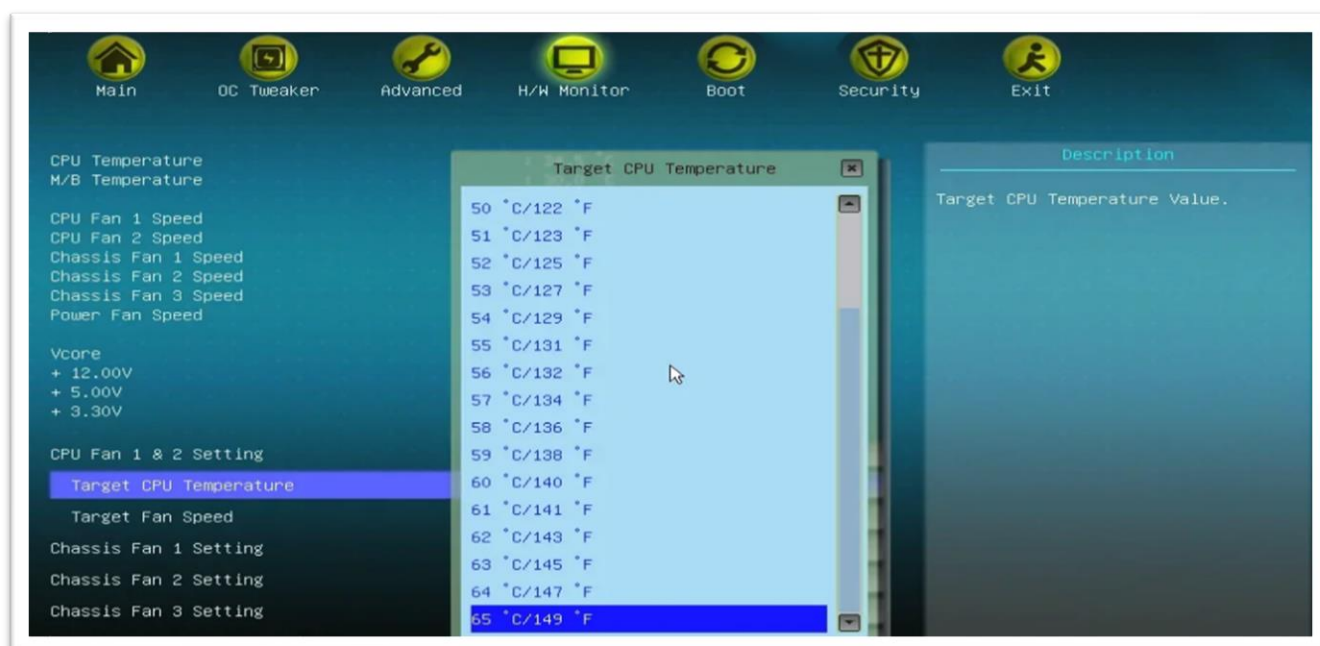 Main OC Tweaker Advanced H/W Monitor Boot Security Exit
CPU Temperature
M/B Temperature
CPU Fan 1 Speed
CPU Fan 2 Speed
Chassis Fan 1 Speed
Chassis Fan 2 Speed
Chassis Fan 3 Speed
Power Fan Speed
Vcore
+ 12.00V
+ 5.00V
+ 3.30V
CPU Fan 1 & 2 Setting
Target CPU Temperature
Target Fan Speed
Chassis Fan 1 Setting
Chassis Fan 2 Setting
Chassis Fan 3 Setting
Target CPU Temperature
50 °C/122 °F
51 °C/123 °F
52 °C/125 °F
53 °C/127 °F
54 °C/129 °F
55 °C/131 °F
56 °C/132 °F
57 °C/134 °F
58 °C/136 °F
59 °C/138 °F
60 °C/140 °F
61 °C/141 °F
62 °C/143 °F
63 °C/145 °F
64 °C/147 °F
65 °C/149 °F
Description
Target CPU Temperature Value.